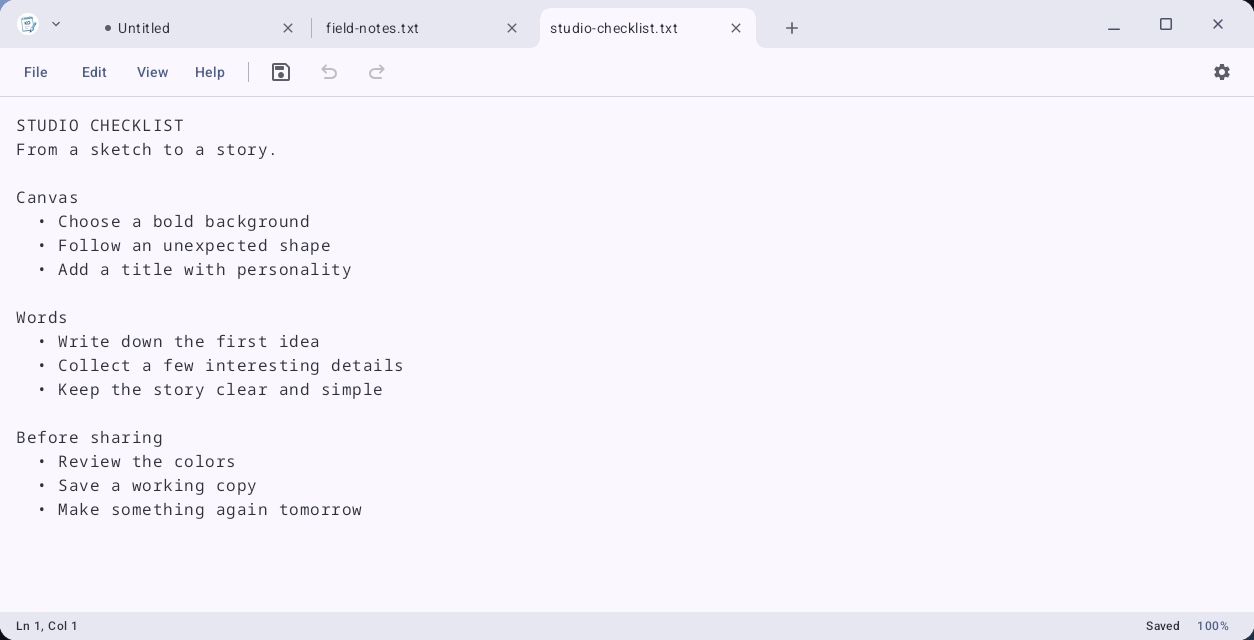 Untitled
field-notes.txt
studio-checklist.txt
File Edit View Help
STUDIO CHECKLIST
From a sketch to a story.
Canvas
• Choose a bold background
• Follow an unexpected shape
• Add a title with personality
Words
• Write down the first idea
• Collect a few interesting details
• Keep the story clear and simple
Before sharing
• Review the colors
• Save a working copy
• Make something again tomorrow
Ln 1, Col 1
Saved 100%